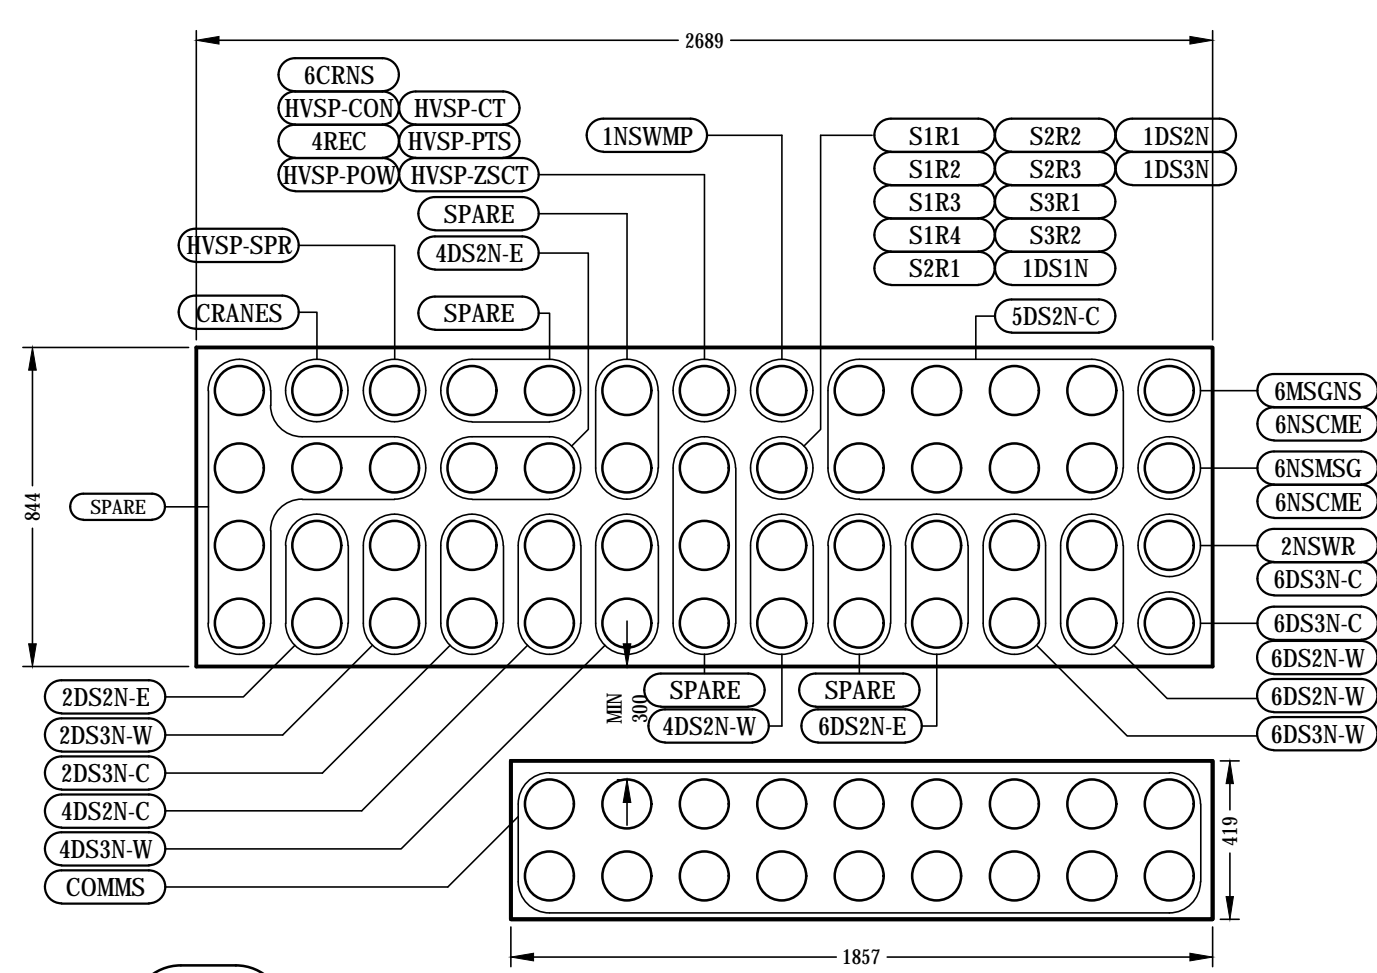 2689
6CRNS
HVSP-CON HVSP-CT
4REC HVSP-PTS
HVSP-POW HVSP-ZSCT
1NSWMP
S1R1 S2R2 1DS2N
S1R2 S2R3 1DS3N
S1R3 S3R1
S1R4 S3R2
S2R1 1DS1N
SPARE
4DS2N-E
HVSP-SPR
CRANES
SPARE
5DS2N-C
844
SPARE
6MSGNS
6NSCME
6NSMSG
6NSCME
2NSWR
6DS3N-C
6DS3N-C
6DS2N-W
6DS2N-W
6DS3N-W
2DS2N-E
2DS3N-W
2DS3N-C
4DS2N-C
4DS3N-W
COMMS
MIN
300
SPARE
4DS2N-W
SPARE
6DS2N-E
419
1857